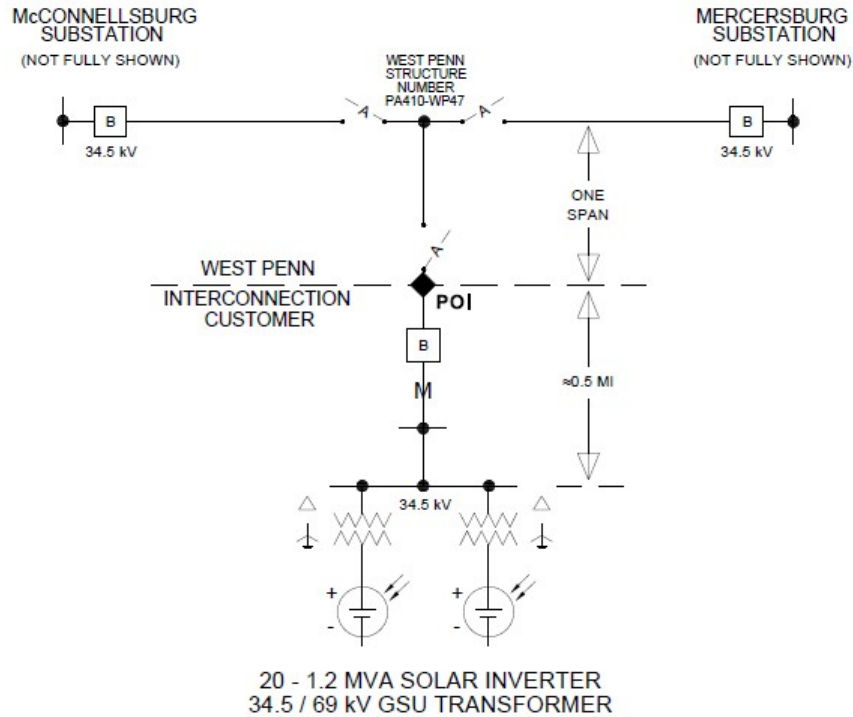 McCONNELLSBURG
SUBSTATION
(NOT FULLY SHOWN)
MERCERSBURG
SUBSTATION
(NOT FULLY SHOWN)
WEST PENN
STRUCTURE
NUMBER
PA410-WP47
A
A
B
B
34.5 kV
34.5 kV
ONE
SPAN
A
WEST PENN
INTERCONNECTION
CUSTOMER
POI
B
M
≈0.5 MI
34.5 kV
+
-
+
-
20 - 1.2 MVA SOLAR INVERTER
34.5 / 69 kV GSU TRANSFORMER